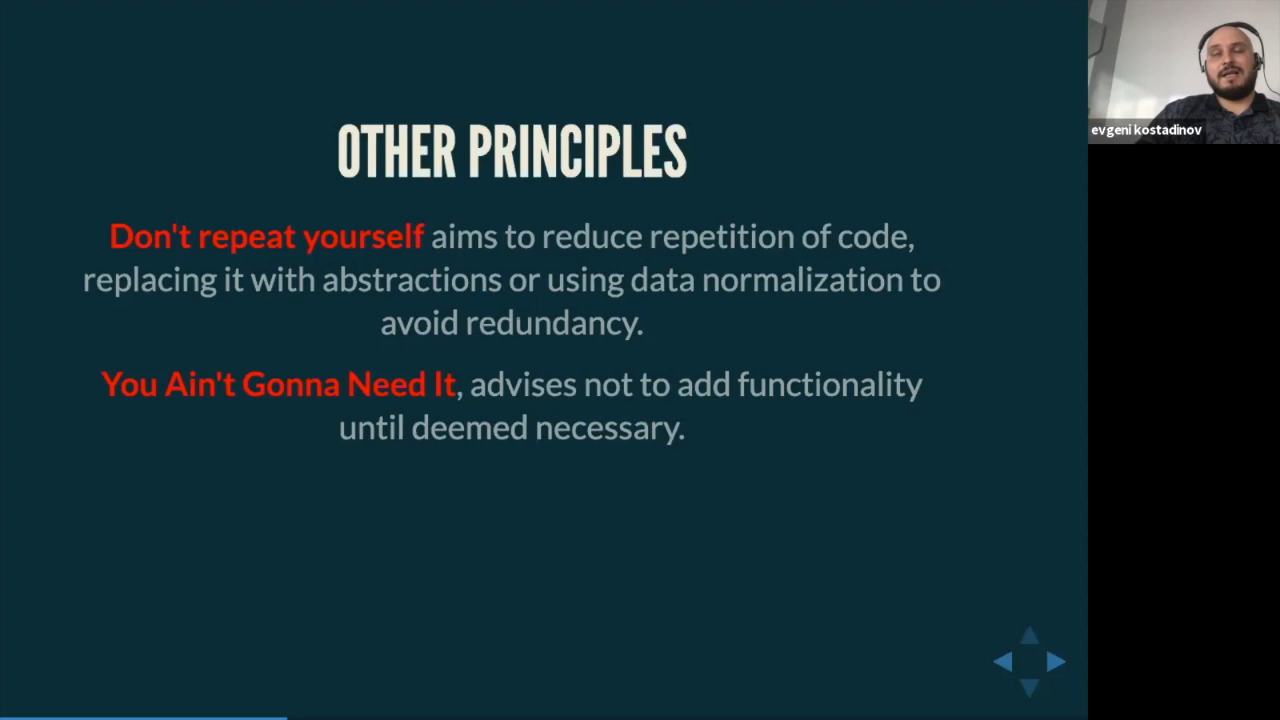 OTHER PRINCIPLES
Don't repeat yourself aims to reduce repetition of code,
replacing it with abstractions or using data normalization to
avoid redundancy.
You Ain't Gonna Need It, advises not to add functionality
until deemed necessary.
evgeni kostadinov